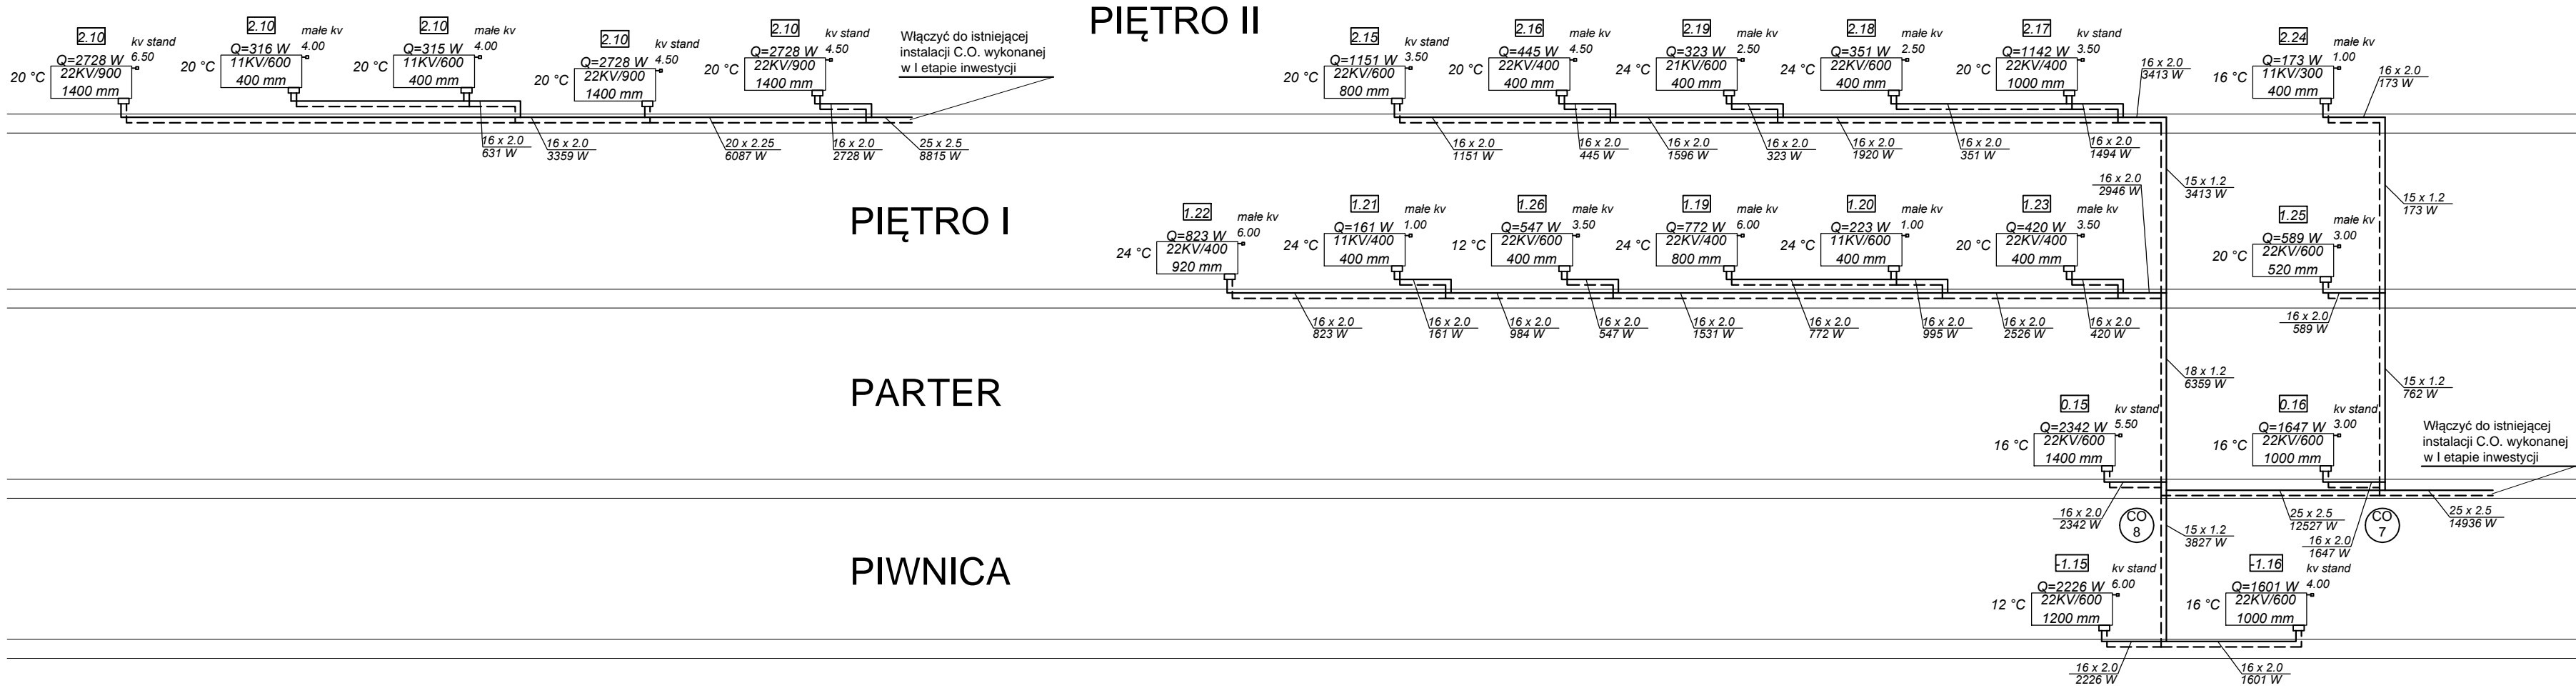 PIĘTRO II
2.10
Q=2728 W
kv stand
6.50
20 °C
22KV/900
1400 mm
2.10
Q=316 W
małe kv
4.00
20 °C
11KV/600
400 mm
2.10
Q=315 W
małe kv
4.00
20 °C
11KV/600
400 mm
2.10
Q=2728 W
kv stand
4.50
20 °C
22KV/900
1400 mm
2.10
Q=2728 W
kv stand
4.50
20 °C
22KV/900
1400 mm
Włączyć do istniejącej
instalacji C.O. wykonanej
w I etapie inwestycji
16 x 2.0
631 W
16 x 2.0
3359 W
20 x 2.25
6087 W
16 x 2.0
2728 W
25 x 2.5
8815 W
2.15
Q=1151 W
kv stand
3.50
20 °C
22KV/600
800 mm
2.16
Q=445 W
małe kv
4.50
20 °C
22KV/400
400 mm
2.19
Q=323 W
małe kv
2.50
24 °C
21KV/600
400 mm
2.18
Q=351 W
małe kv
2.50
24 °C
22KV/600
400 mm
2.17
Q=1142 W
kv stand
3.50
20 °C
22KV/400
1000 mm
16 x 2.0
3413 W
2.24
Q=173 W
małe kv
1.00
16 °C
11KV/300
400 mm
16 x 2.0
173 W
16 x 2.0
1151 W
16 x 2.0
445 W
16 x 2.0
1596 W
16 x 2.0
323 W
16 x 2.0
1920 W
16 x 2.0
351 W
16 x 2.0
1494 W
PIĘTRO I
16 x 2.0
2946 W
15 x 1.2
3413 W
15 x 1.2
173 W
1.22
Q=823 W
małe kv
6.00
24 °C
22KV/400
920 mm
1.21
Q=161 W
małe kv
1.00
24 °C
11KV/400
400 mm
1.26
Q=547 W
małe kv
3.50
12 °C
22KV/600
400 mm
1.19
Q=772 W
małe kv
6.00
24 °C
22KV/400
800 mm
1.20
Q=223 W
małe kv
1.00
24 °C
11KV/600
400 mm
1.23
Q=420 W
małe kv
3.50
20 °C
22KV/400
400 mm
1.25
Q=589 W
małe kv
3.00
20 °C
22KV/600
520 mm
16 x 2.0
823 W
16 x 2.0
161 W
16 x 2.0
984 W
16 x 2.0
547 W
16 x 2.0
1531 W
16 x 2.0
772 W
16 x 2.0
995 W
16 x 2.0
2526 W
16 x 2.0
420 W
16 x 2.0
589 W
PARTER
18 x 1.2
6359 W
15 x 1.2
762 W
0.15
Q=2342 W
kv stand
5.50
16 °C
22KV/600
1400 mm
0.16
Q=1647 W
kv stand
3.00
16 °C
22KV/600
1000 mm
Włączyć do istniejącej
instalacji C.O. wykonanej
w I etapie inwestycji
16 x 2.0
2342 W
CO
8
15 x 1.2
3827 W
25 x 2.5
12527 W
16 x 2.0
1647 W
CO
7
25 x 2.5
14936 W
PIWNICA
-1.15
Q=2226 W
kv stand
6.00
12 °C
22KV/600
1200 mm
-1.16
Q=1601 W
kv stand
4.00
16 °C
22KV/600
1000 mm
16 x 2.0
2226 W
16 x 2.0
1601 W